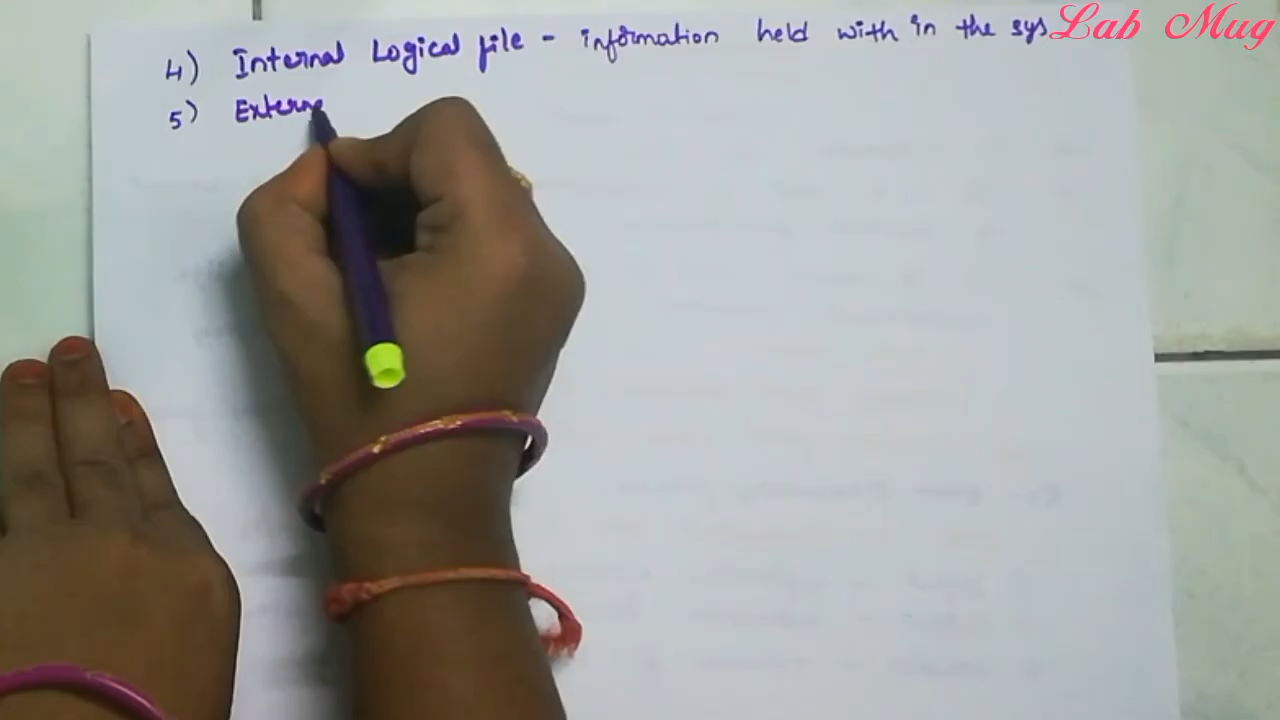 4) Internal Logical file - information held with in the sys
Lab Mug
5) Extern